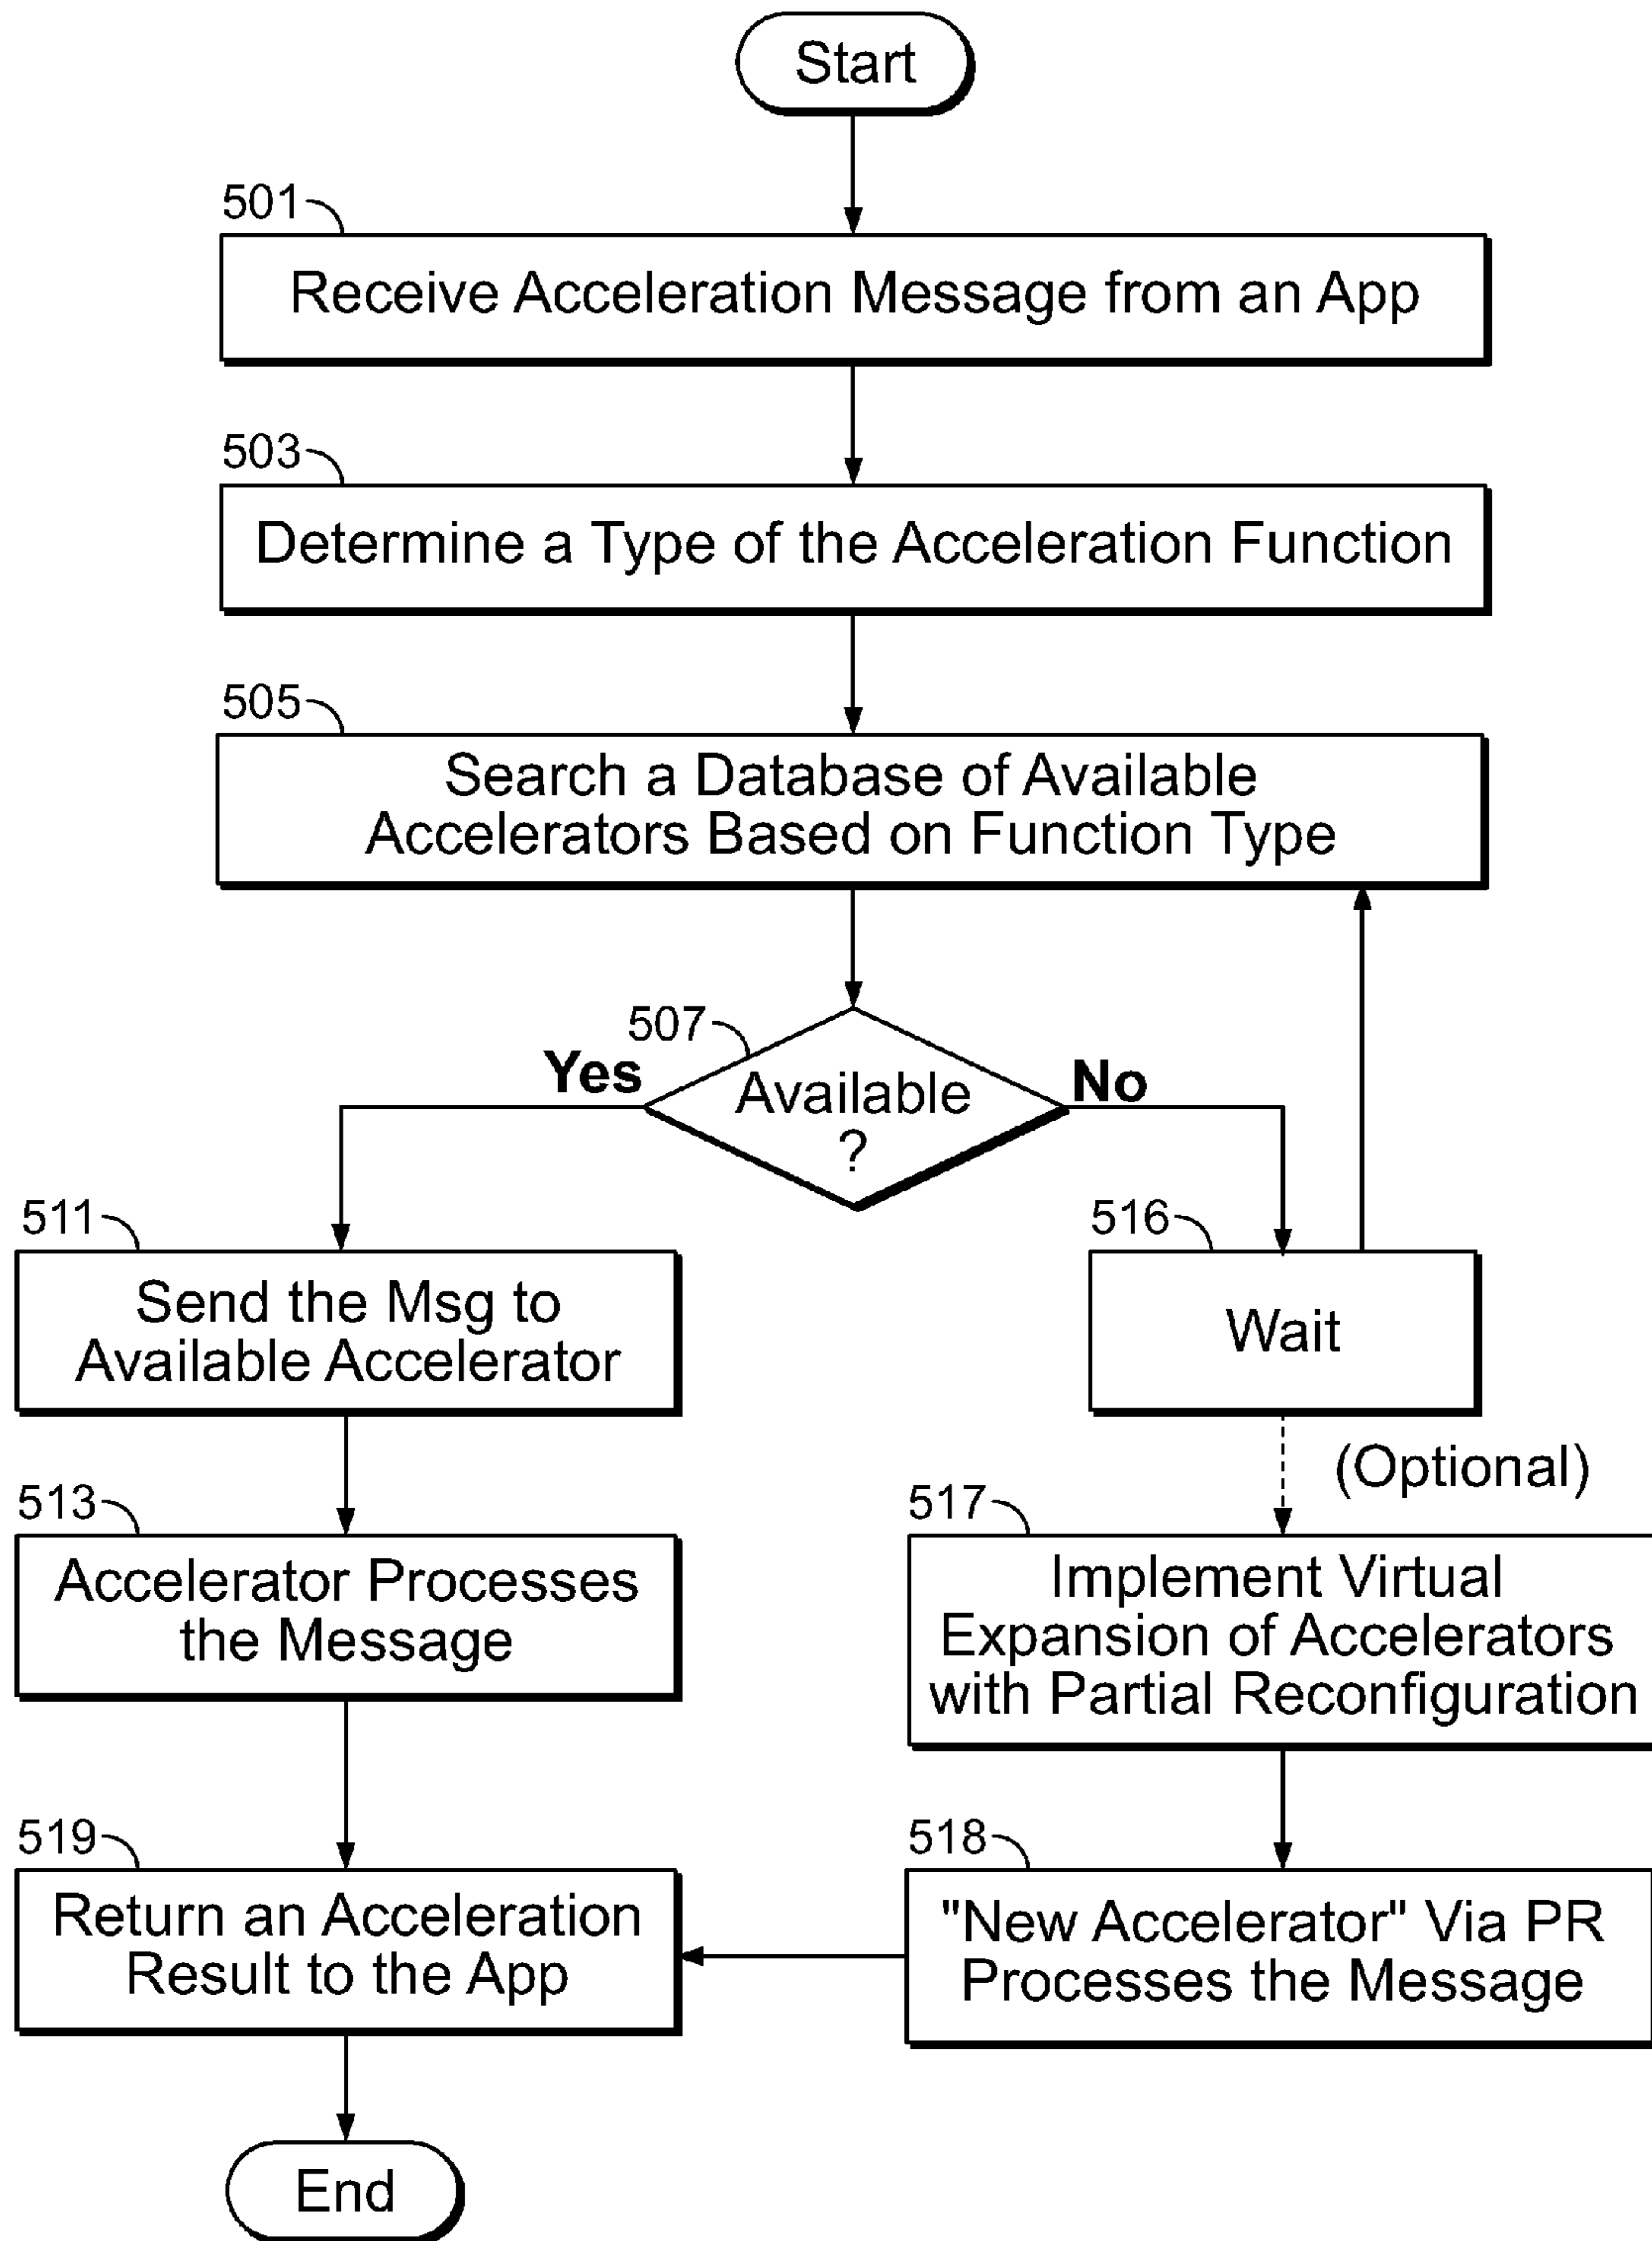 Start
501
Receive Acceleration Message from an App
503
Determine a Type of the Acceleration Function
505
Search a Database of Available
Accelerators Based on Function Type
507
Yes
Available
?
No
511
Send the Msg to
Available Accelerator
516
Wait
(Optional)
513
Accelerator Processes
the Message
517
Implement Virtual
Expansion of Accelerators
with Partial Reconfiguration
519
Return an Acceleration
Result to the App
518
"New Accelerator" Via PR
Processes the Message
End